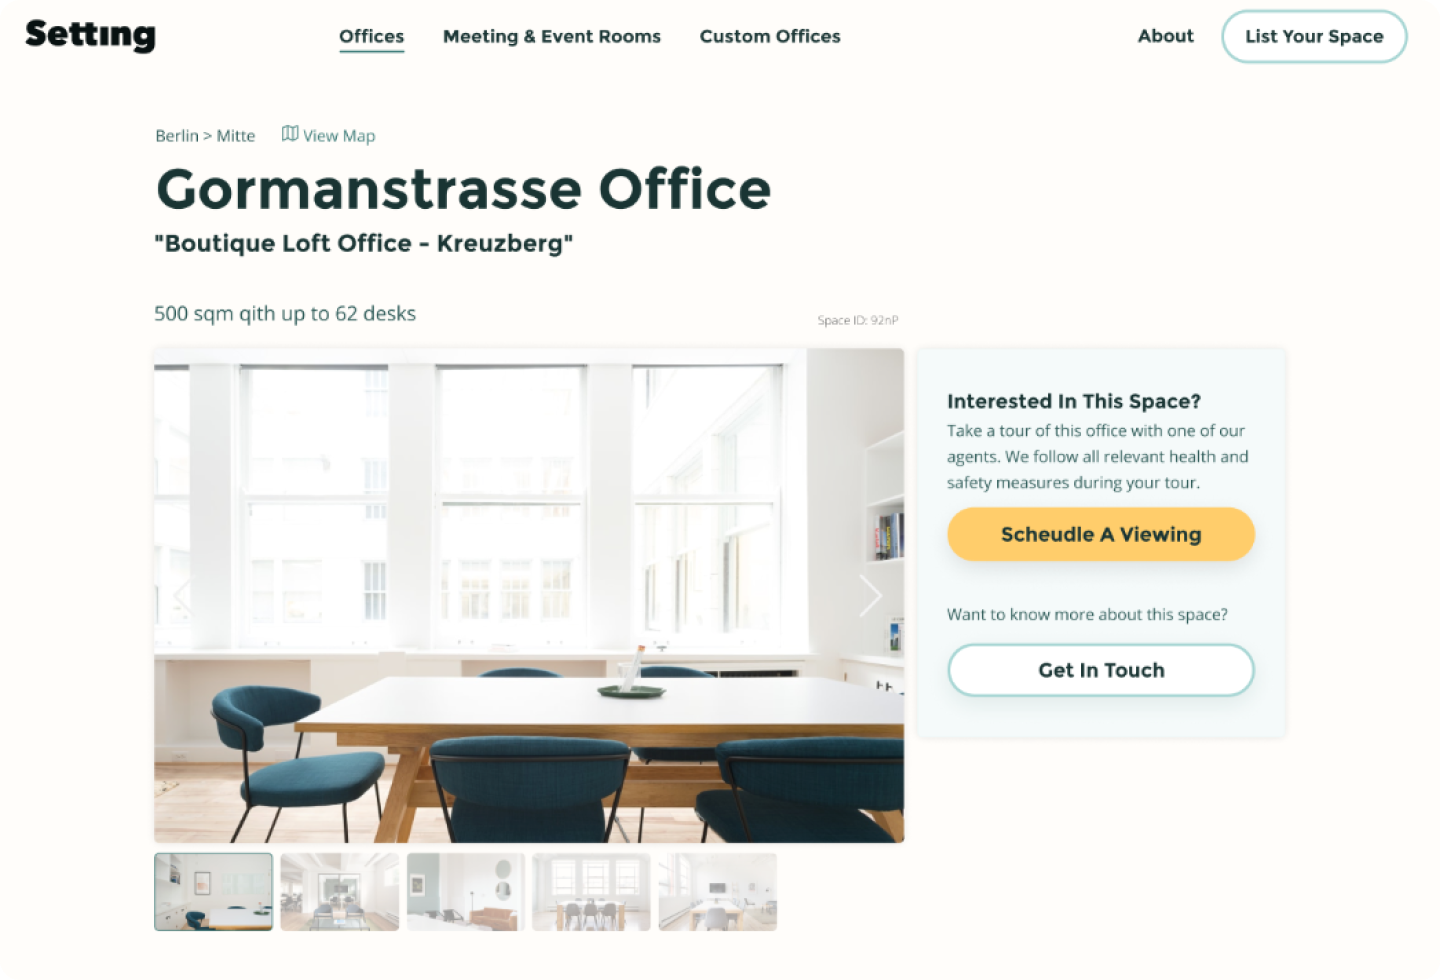 Setting
Offices
Meeting & Event Rooms
Custom Offices
About
List Your Space
Berlin > Mitte
View Map
Gormanstrasse Office
"Boutique Loft Office - Kreuzberg"
500 sqm qith up to 62 desks
Space ID: 92nP
Interested In This Space?
Take a tour of this office with one of our
agents. We follow all relevant health and
safety measures during your tour.
Scheudle A Viewing
Want to know more about this space?
Get In Touch